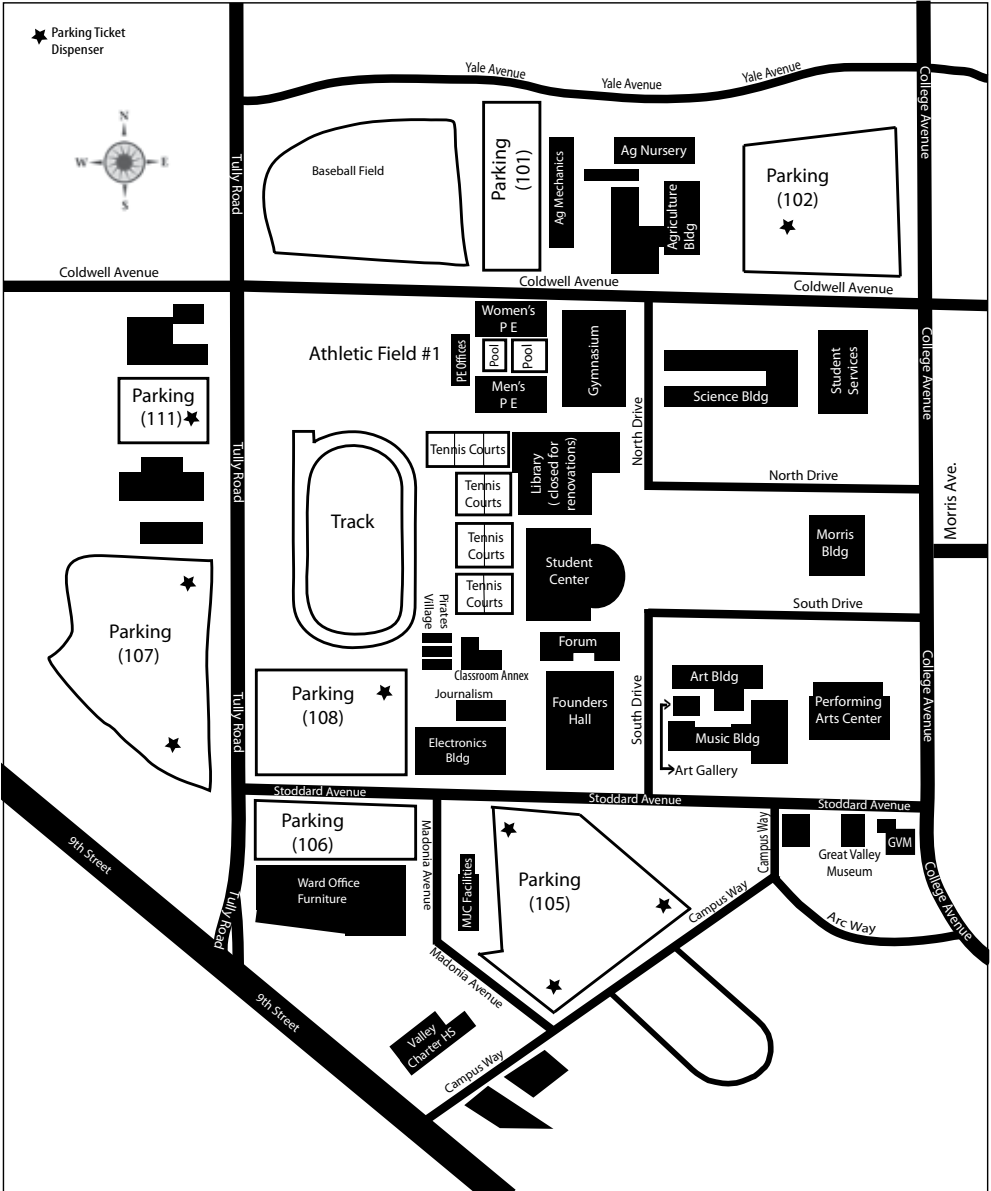 Parking Ticket
Dispenser
N
W
E
S
Yale Avenue
Yale Avenue
Yale Avenue
College Avenue
Tully Road
Baseball Field
Parking
(101)
Ag Mechanics
Ag Nursery
Agriculture
Bldg
Parking
(102)
Coldwell Avenue
Coldwell Avenue
Coldwell Avenue
Women's
P E
Pool
Pool
PE Offices
Men's
P E
Gymnasium
Athletic Field #1
North Drive
Science Bldg
Student
Services
College Avenue
Parking
(111)
Tully Road
Tennis Courts
Library
( closed for
renovations)
North Drive
Tennis
Courts
Morris Ave.
Track
Tennis
Courts
Student
Center
Morris
Bldg
Tennis
Courts
Pirates
Village
South Drive
Parking
(107)
Forum
Classroom Annex
College Avenue
Tully Road
Parking
(108)
Journalism
Founders
Hall
South Drive
Art Bldg
Performing
Arts Center
Electronics
Bldg
Music Bldg
Art Gallery
Stoddard Avenue
Stoddard Avenue
Stoddard Avenue
Parking
(106)
Madonia Avenue
Campus Way
GVM
Great Valley
Museum
9th Street
Ward Office
Furniture
MJC Facilities
Parking
(105)
Campus Way
Arc Way
College Avenue
Tully Road
Madonia Avenue
9th Street
Valley
Charter HS
Campus Way